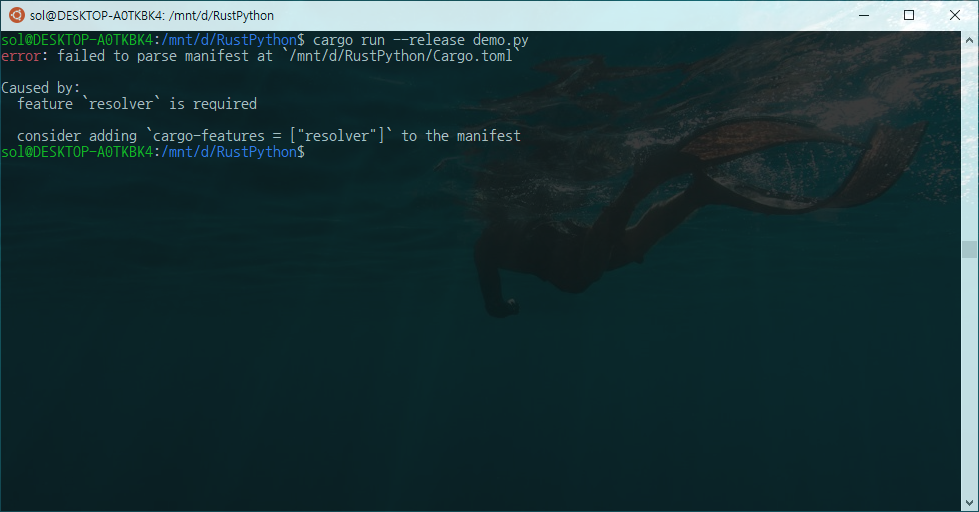 sol@DESKTOP-A0TKBK4: /mnt/d/RustPython
sol@DESKTOP-A0TKBK4:/mnt/d/RustPython$ cargo run --release demo.py
error: failed to parse manifest at `/mnt/d/RustPython/Cargo.toml`
Caused by:
feature `resolver` is required
consider adding `cargo-features = ["resolver"]` to the manifest
sol@DESKTOP-A0TKBK4:/mnt/d/RustPython$